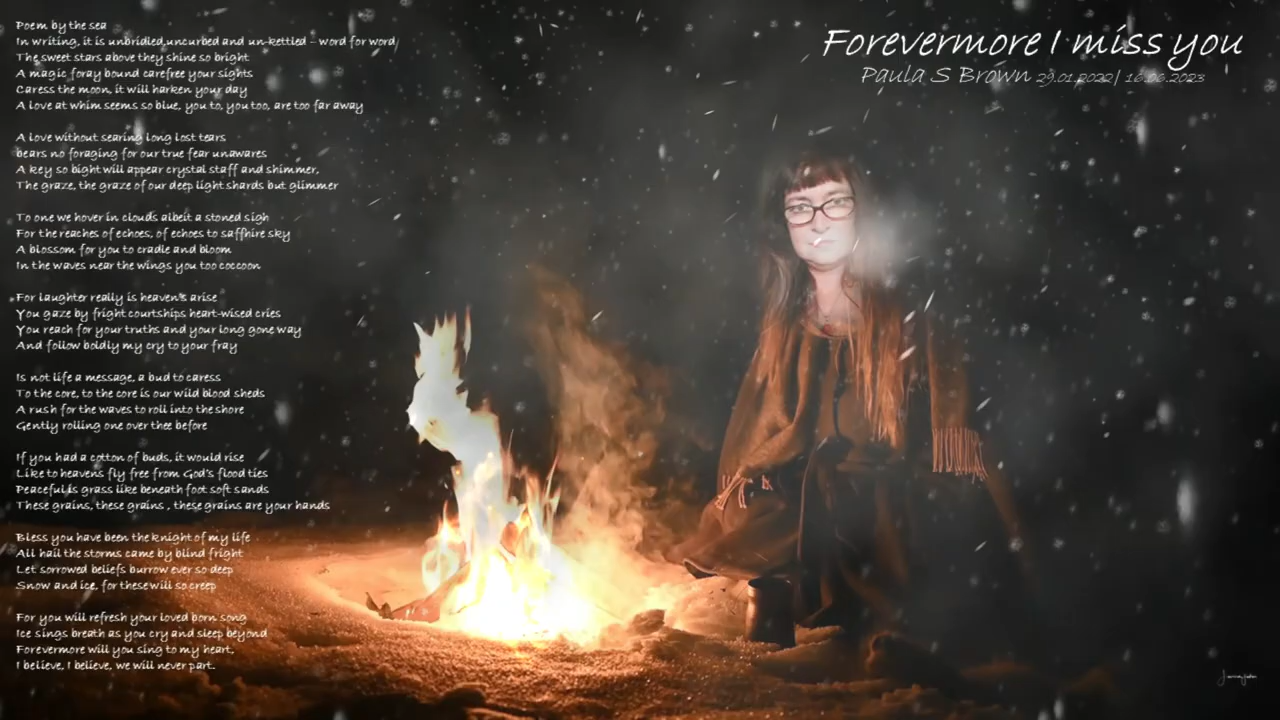 Poem by the sea
In writing, it is unbridled,uncurbed and un-kettled - word for word,
The sweet stars above they shine so bright
A magic foray bound carefree your sights
Caress the moon, it will harken your day
A love at whim seems so blue, you to, you too, are too far away
A love without searing long lost tears
bears no foraging for our true fear unawares
A key so bight will appear crystal staff and shimmer,
The graze, the graze of our deep light shards but glimmer
To one we hover in clouds albeit a stoned sigh
For the reaches of echoes, of echoes to saffhire sky
A blossom for you to cradle and bloom
In the waves near the wings you too coccoon
For laughter really is heaven's arise
You gaze by fright courtships heart-wised cries
You reach for your truths and your long gone way
And follow boldly my cry to your fray
Is not life a message, a bud to caress
To the core, to the core is our wild blood sheds
A rush for the waves to roll into the shore
Gently rolling one over thee before
If you had a cotton of buds, it would rise
Like to heavens fly free from God's flood ties
Peaceful is grass like beneath foot soft sands
These grains, these grains , these grains are your hands
Bless you have been the knight of my life
All hail the storms came by blind fright
Let sorrowed beliefs burrow ever so deep
Snow and ice, for these will so creep
For you will refresh your loved born song
Ice sings breath as you cry and sleep beyond
Forevermore will you sing to my heart,
I believe, I believe, we will never part.
Forevermore I miss you
Paula S Brown 29.01.2022| 16.06.2023